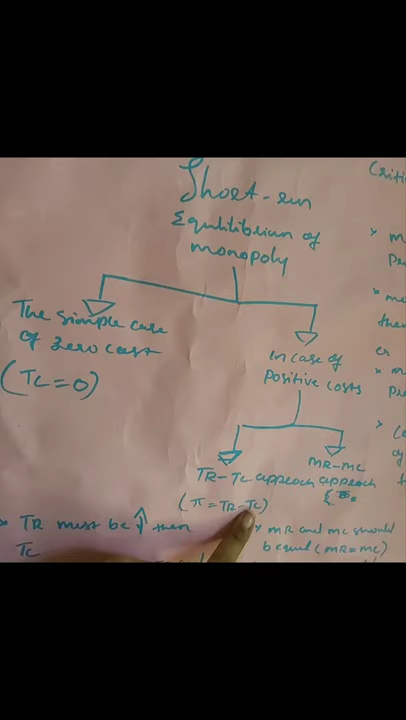 Short-run
Equilibrium of
monopoly
The simple case
of zero cost
(TC=0)
In case of
Positive costs
TR-TC approach
(π = TR-TC)
MR-MC
approach
* TR must be ↑ then
TC
* MR and MC should
be equal (MR=MC)